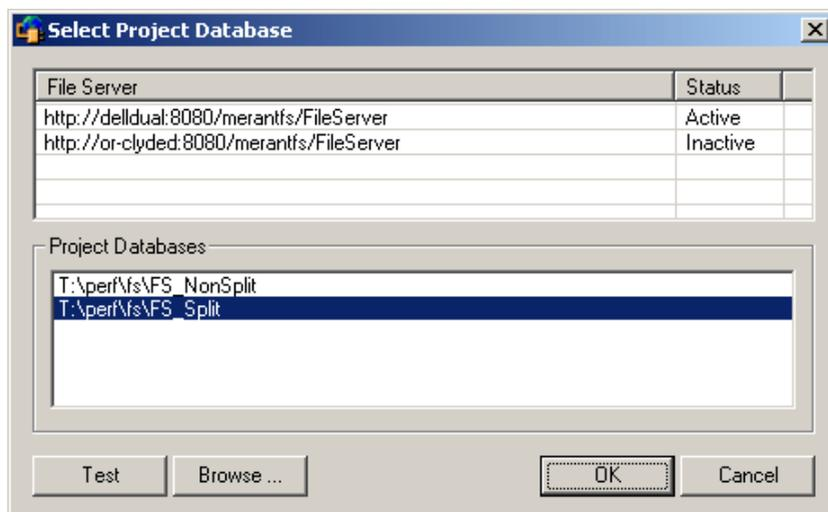 Select Project Database
File Server Status
http://delldual:8080/merantfs/FileServer Active
http://or-clyded:8080/merantfs/FileServer Inactive
Project Databases
T:\perf\fs\FS_NonSplit
T:\perf\fs\FS_Split
Test Browse ... OK Cancel